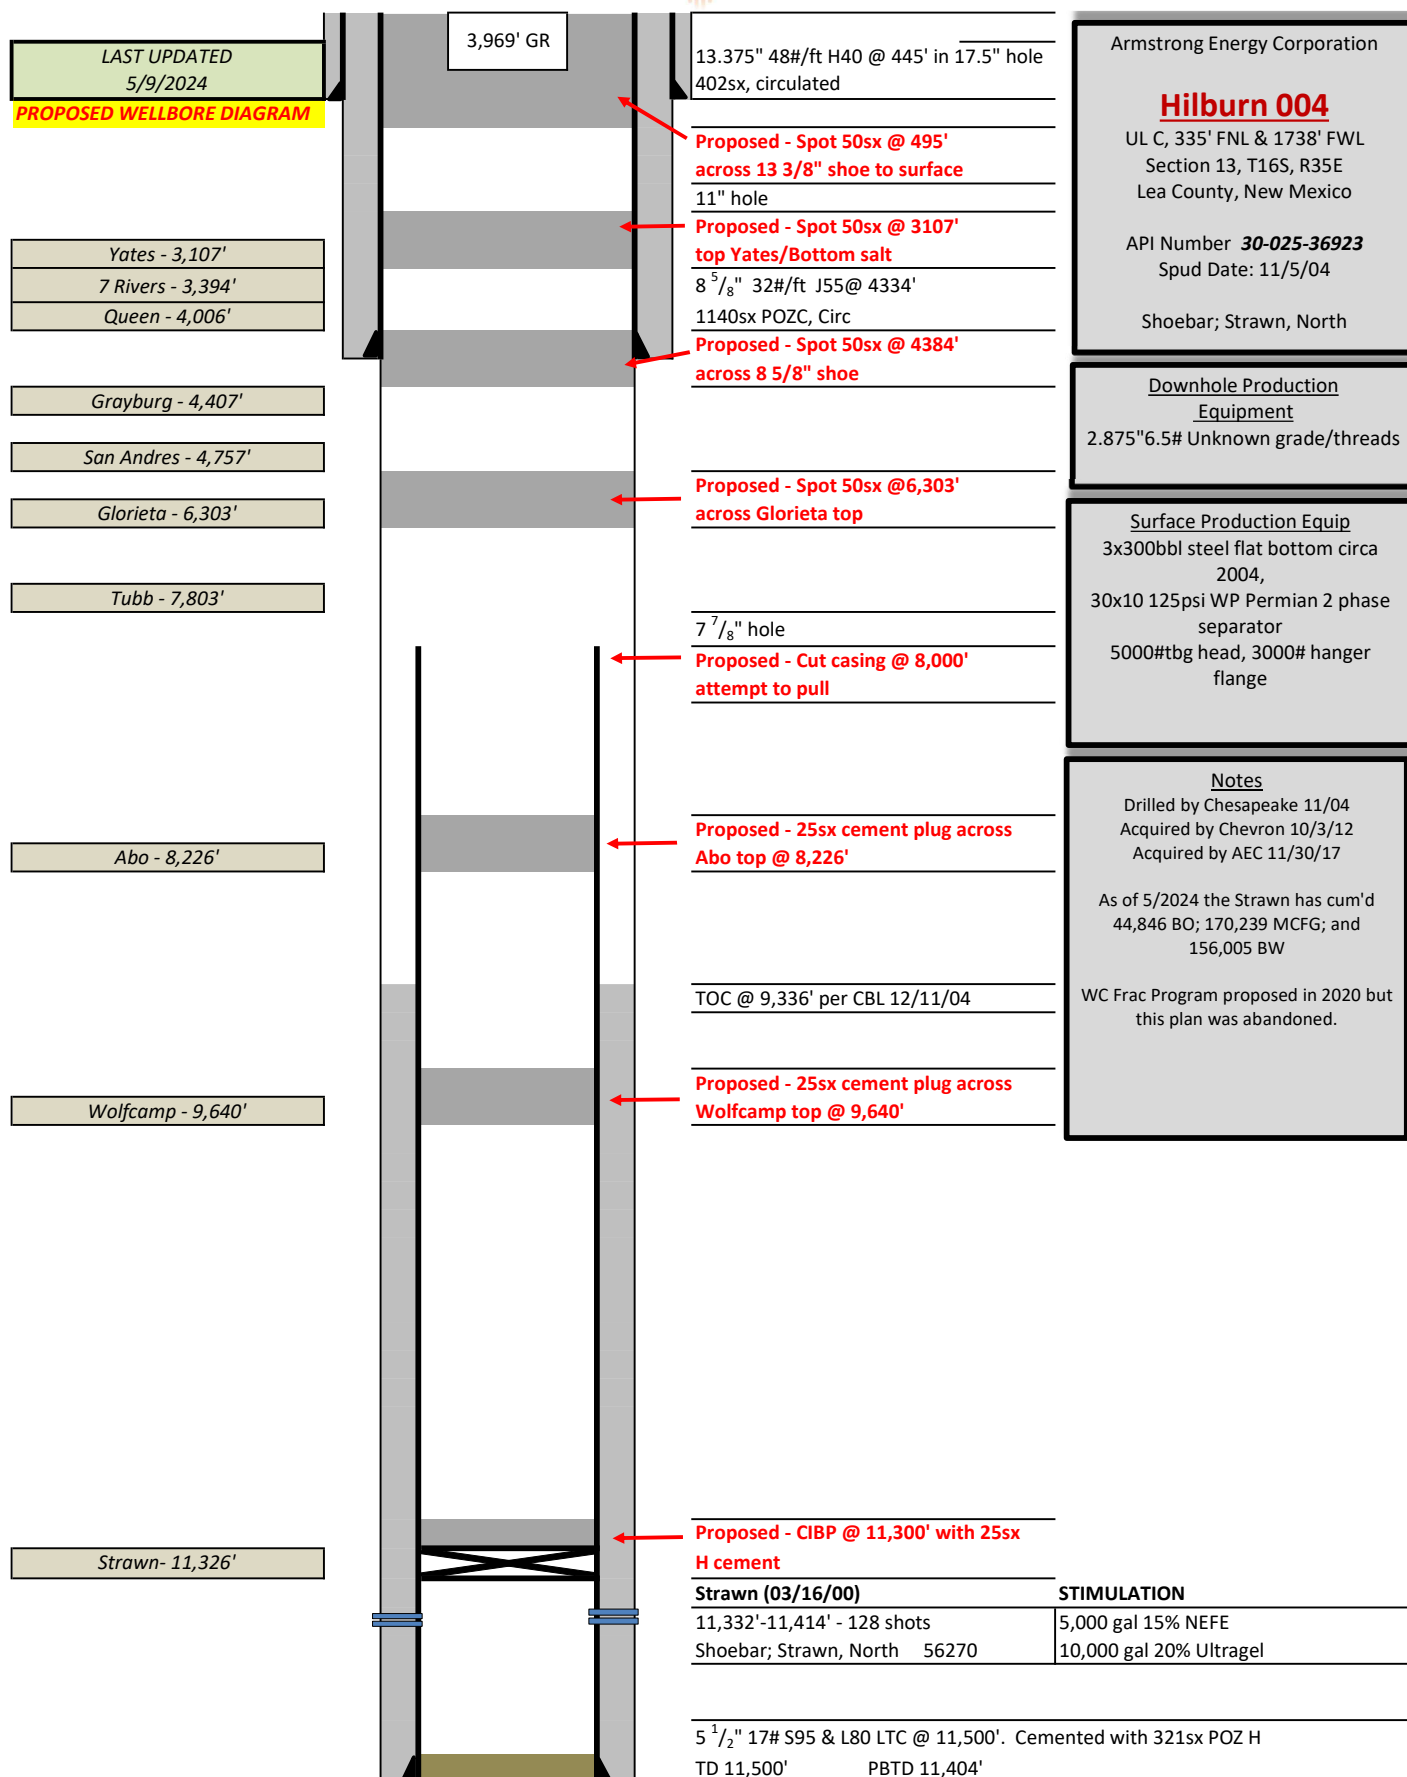 3,969' GR
LAST UPDATED
5/9/2024
PROPOSED WELLBORE DIAGRAM
Yates - 3,107'
7 Rivers - 3,394'
Queen - 4,006'
Grayburg - 4,407'
San Andres - 4,757'
Glorieta - 6,303'
Tubb - 7,803'
Abo - 8,226'
Wolfcamp - 9,640'
Strawn- 11,326'
13.375" 48#/ft H40 @ 445' in 17.5" hole
402sx, circulated
Proposed - Spot 50sx @ 495'
across 13 3/8" shoe to surface
11" hole
Proposed - Spot 50sx @ 3107'
top Yates/Bottom salt
8 5/8" 32#/ft J55@ 4334'
1140sx POZC, Circ
Proposed - Spot 50sx @ 4384'
across 8 5/8" shoe
Proposed - Spot 50sx @6,303'
across Glorieta top
7 7/8" hole
Proposed - Cut casing @ 8,000'
attempt to pull
Proposed - 25sx cement plug across
Abo top @ 8,226'
TOC @ 9,336' per CBL 12/11/04
Proposed - 25sx cement plug across
Wolfcamp top @ 9,640'
Proposed - CIBP @ 11,300' with 25sx
H cement
Strawn (03/16/00) STIMULATION
11,332'-11,414' - 128 shots 5,000 gal 15% NEFE
Shoebar; Strawn, North 56270 10,000 gal 20% Ultragel
5 1/2" 17# S95 & L80 LTC @ 11,500'. Cemented with 321sx POZ H
TD 11,500' PBTD 11,404'
Armstrong Energy Corporation
Hilburn 004
UL C, 335' FNL & 1738' FWL
Section 13, T16S, R35E
Lea County, New Mexico
API Number 30-025-36923
Spud Date: 11/5/04
Shoebar; Strawn, North
Downhole Production
Equipment
2.875"6.5# Unknown grade/threads
Surface Production Equip
3x300bbl steel flat bottom circa
2004,
30x10 125psi WP Permian 2 phase
separator
5000#tbg head, 3000# hanger
flange
Notes
Drilled by Chesapeake 11/04
Acquired by Chevron 10/3/12
Acquired by AEC 11/30/17
As of 5/2024 the Strawn has cum'd
44,846 BO; 170,239 MCFG; and
156,005 BW
WC Frac Program proposed in 2020 but
this plan was abandoned.